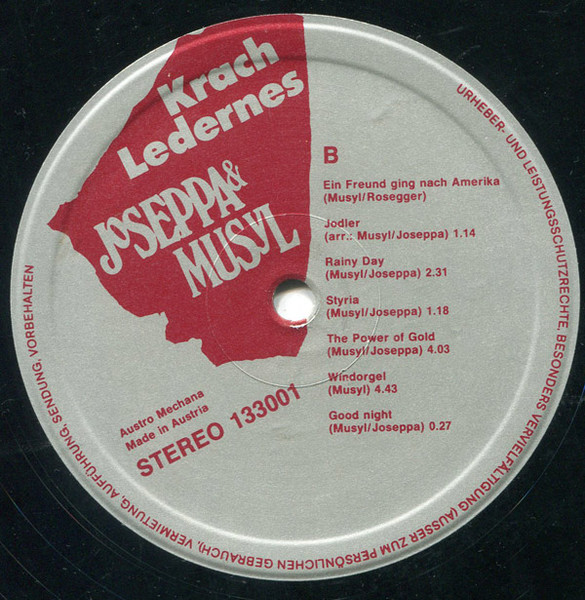 Krach
Ledernes
JOSEPPA &
MUSYL
B
Ein Freund ging nach Amerika
(Musyl/Rosegger)
Jodler
(arr.: Musyl/Joseppa) 1.14
Rainy Day
(Musyl/Joseppa) 2.31
Styria
(Musyl/Joseppa) 1.18
The Power of Gold
(Musyl/Joseppa) 4.03
Windorgel
(Musyl) 4.43
Good night
(Musyl/Joseppa) 0.27
Austro Mechana
Made in Austria
STEREO 133001
URHEBER- UND LEISTUNGSSCHUTZRECHTE, BESONDERS VERVIELFÄLTIGUNG (AUSSER ZUM PERSÖNLICHEN GEBRAUCH), VERMIETUNG, AUFFÜHRUNG, SENDUNG, VORBEHALTEN